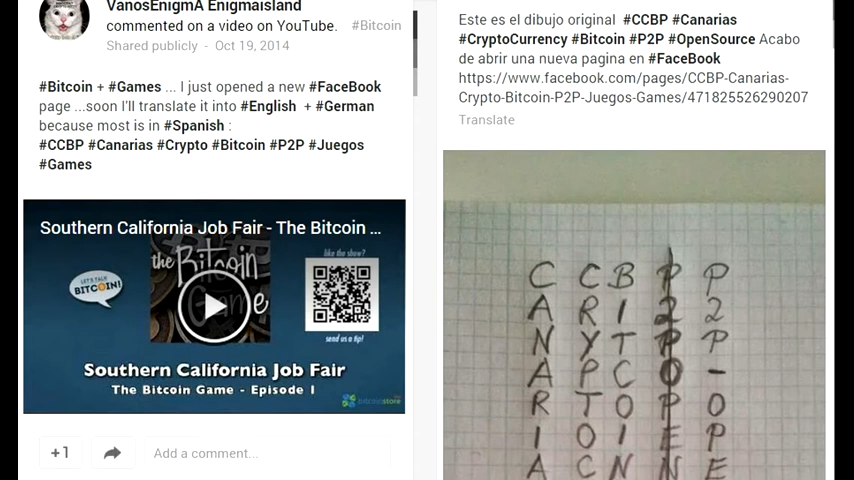 VanosEnigmA Enigmaisland
commented on a video on YouTube.
#Bitcoin
Shared publicly - Oct 19, 2014
#Bitcoin + #Games ... I just opened a new #FaceBook
page ...soon I'll translate it into #English + #German
because most is in #Spanish :
#CCBP #Canarias #Crypto #Bitcoin #P2P #Juegos
#Games
Southern California Job Fair - The Bitcoin ...
the Bitcoin
Game
LET'S TALK
BITCOIN!
like the show?
send us a tip!
Southern California Job Fair
The Bitcoin Game - Episode 1
+1
Add a comment...
Este es el dibujo original #CCBP #Canarias
#CryptoCurrency #Bitcoin #P2P #OpenSource Acabo
de abrir una nueva pagina en #FaceBook
https://www.facebook.com/pages/CCBP-Canarias-
Crypto-Bitcoin-P2P-Juegos-Games/471825526290207
Translate
C C B P P
A R I 2 2
N Y T P P
A P C O -
R T O P O
I O I E P
A C N N E